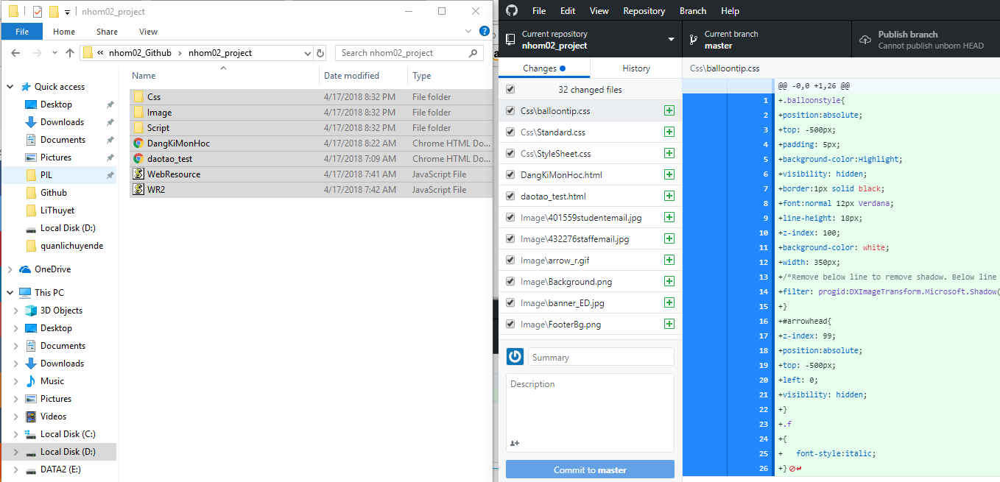 nhom02_project
File Home Share View
« nhom02_Github › nhom02_project
Search nhom02_project
Quick access
Desktop
Downloads
Documents
Pictures
PIL
Github
LiThuyet
Local Disk (D:)
quanlichuyende
OneDrive
This PC
3D Objects
Desktop
Documents
Downloads
Music
Pictures
Videos
Local Disk (C:)
Local Disk (D:)
DATA2 (E:)
Name Date modified Type
Css 4/17/2018 8:32 PM File folder
Image 4/17/2018 8:32 PM File folder
Script 4/17/2018 8:32 PM File folder
DangKiMonHoc 4/17/2018 8:22 AM Chrome HTML Do...
daotao_test 4/17/2018 7:09 AM Chrome HTML Do...
WebResource 4/17/2018 7:41 AM JavaScript File
WR2 4/17/2018 7:42 AM JavaScript File
File Edit View Repository Branch Help
Current repository
nhom02_project
Current branch
master
Publish branch
Cannot publish unborn HEAD
Changes History
32 changed files
Css\balloontip.css
Css\Standard.css
Css\StyleSheet.css
DangKiMonHoc.html
daotao_test.html
Image\401559studentemail.jpg
Image\432276staffemail.jpg
Image\arrow_r.gif
Image\Background.png
Image\banner_ED.jpg
Image\FooterBg.png
Summary
Description
Commit to master
Css\balloontip.css
@@ -0,0 +1,26 @@
1 +.balloonstyle{
2 +position:absolute;
3 +top: -500px;
4 +padding: 5px;
5 +background-color:Highlight;
6 +visibility: hidden;
7 +border:1px solid black;
8 +font:normal 12px Verdana;
9 +line-height: 18px;
10 +z-index: 100;
11 +background-color: white;
12 +width: 350px;
13 +/*Remove below line to remove shadow. Below line
14 +filter: progid:DXImageTransform.Microsoft.Shadow(
15 +}
16 +#arrowhead{
17 +z-index: 99;
18 +position:absolute;
19 +top: -500px;
20 +left: 0;
21 +visibility: hidden;
22 +}
23 +.f
24 +{
25 + font-style:italic;
26 +}